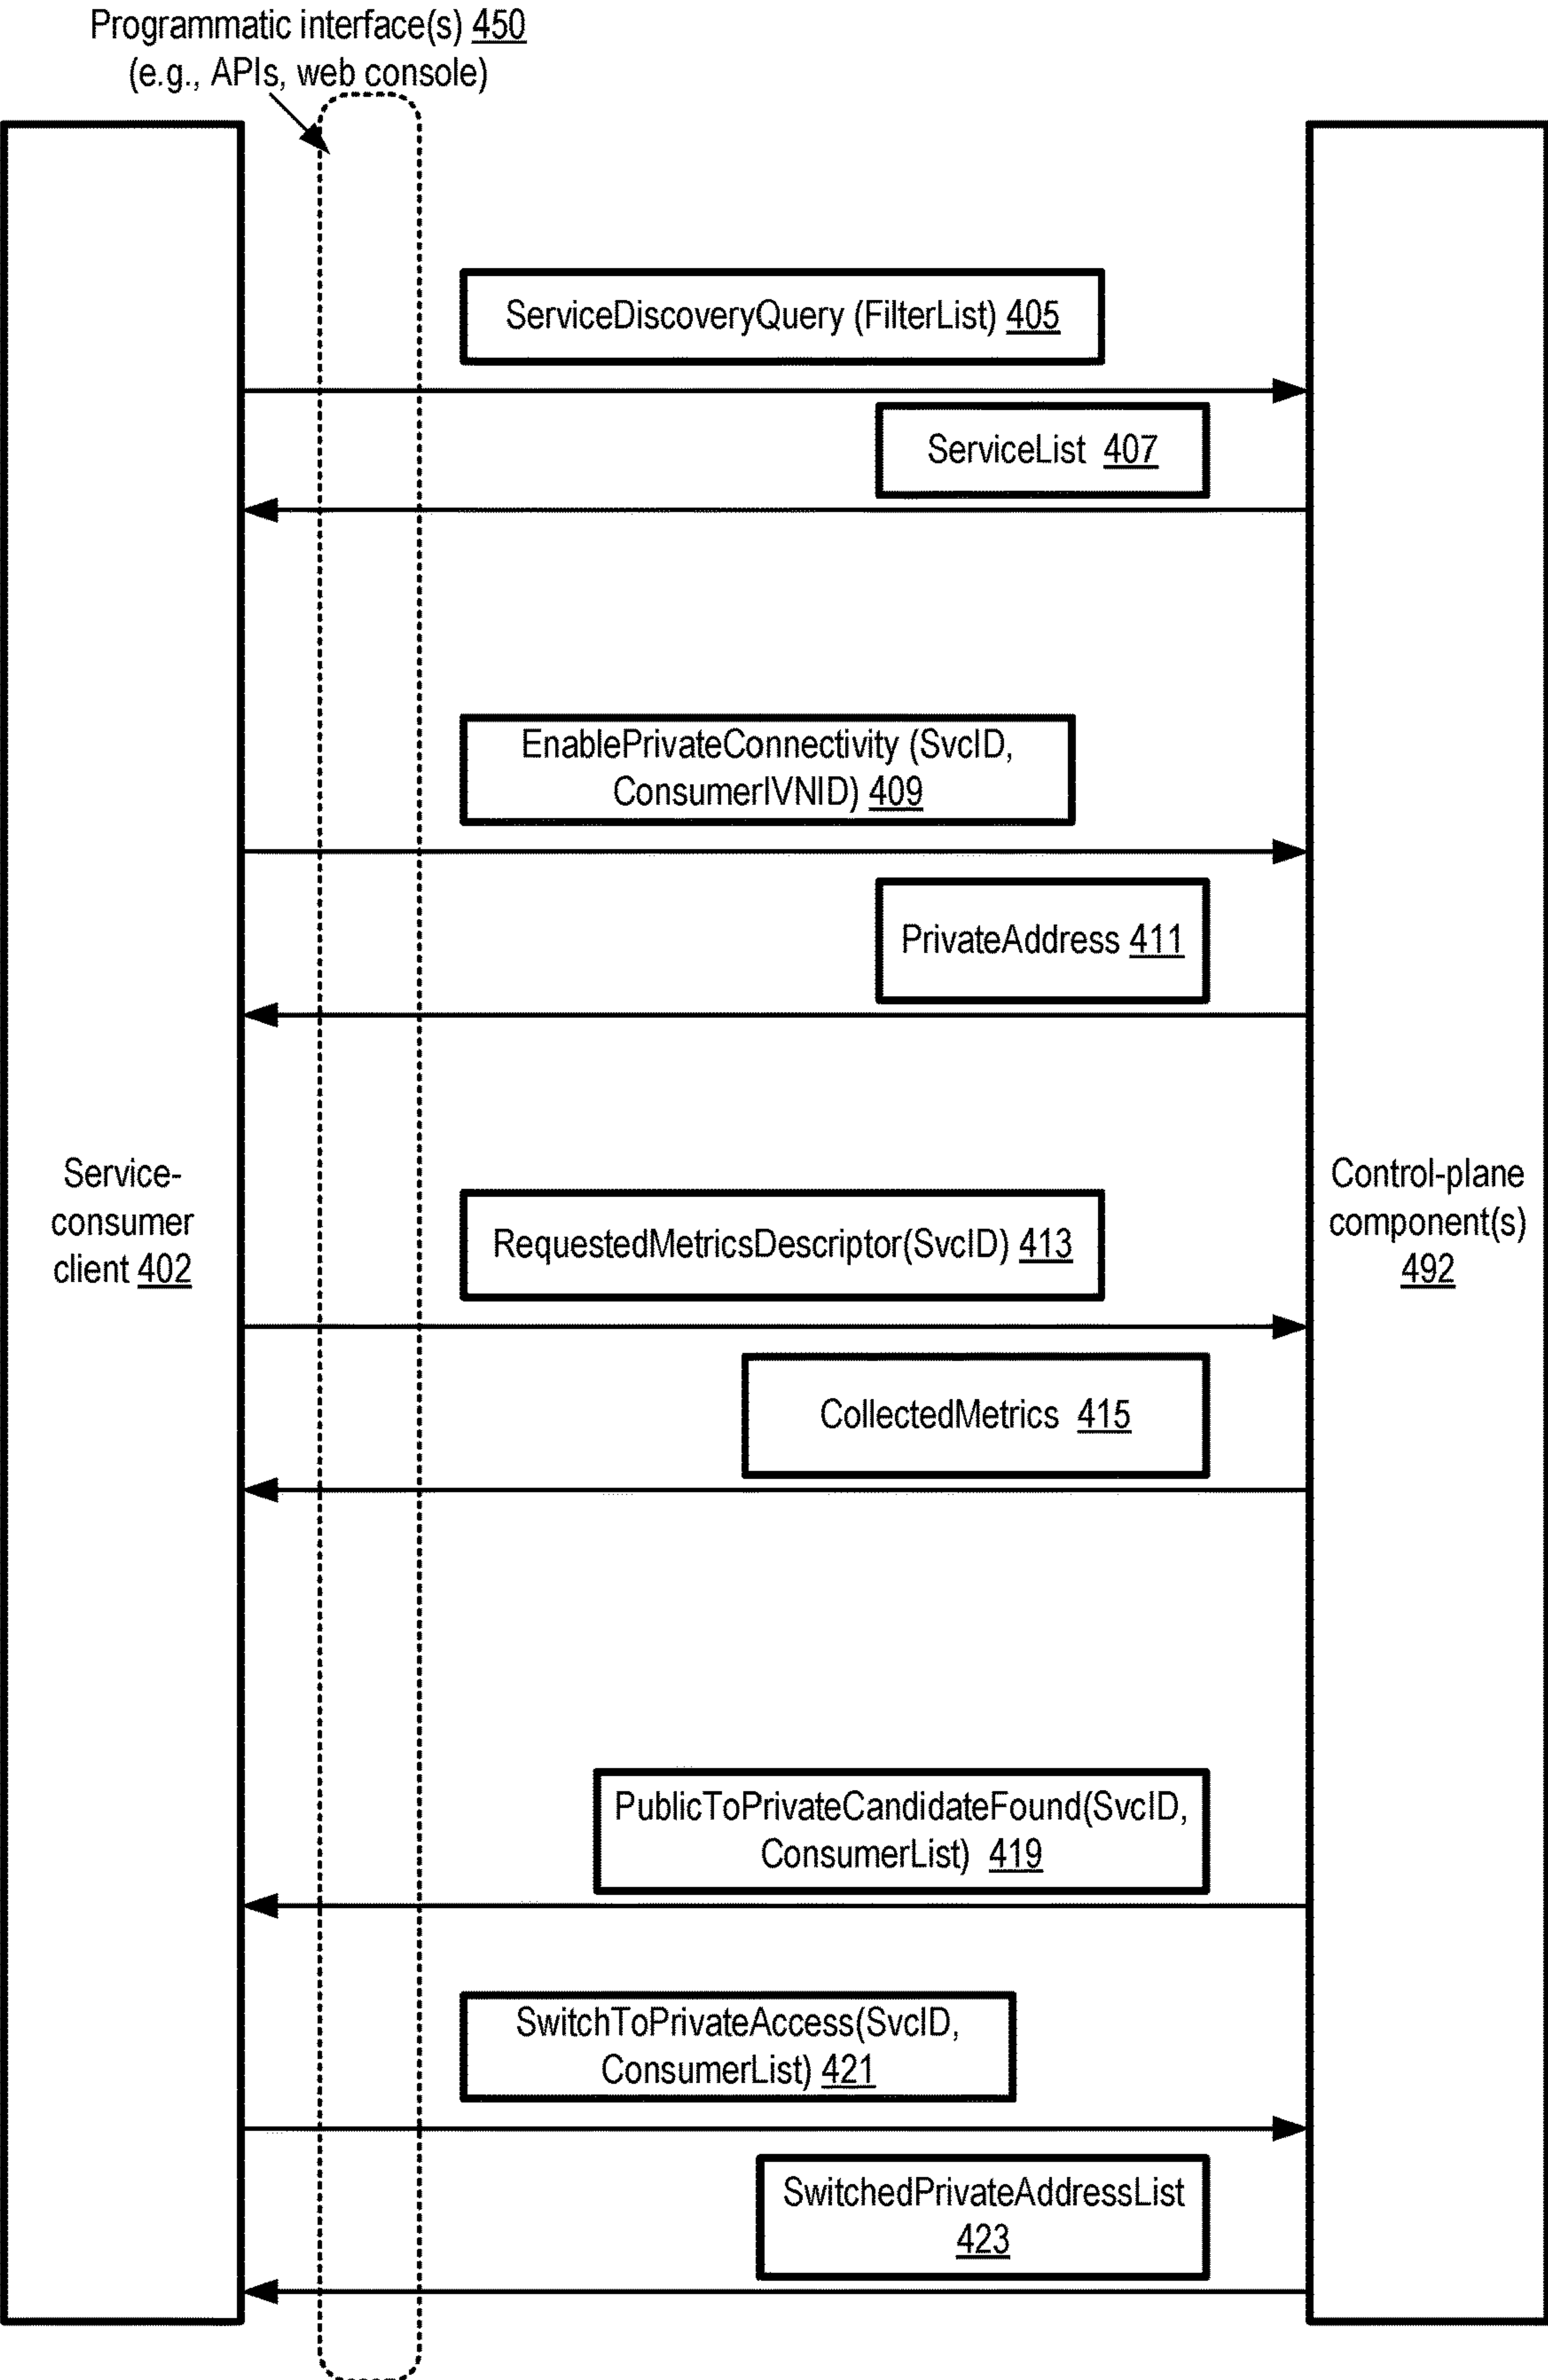 Programmatic interface(s) 450
(e.g., APIs, web console)
ServiceDiscoveryQuery (FilterList) 405
ServiceList 407
EnablePrivateConnectivity (SvcID,
ConsumerIVNID) 409
PrivateAddress 411
Service-
consumer
client 402
Control-plane
component(s)
492
RequestedMetricsDescriptor(SvcID) 413
CollectedMetrics 415
PublicToPrivateCandidateFound(SvcID,
ConsumerList) 419
SwitchToPrivateAccess(SvcID,
ConsumerList) 421
SwitchedPrivateAddressList
423